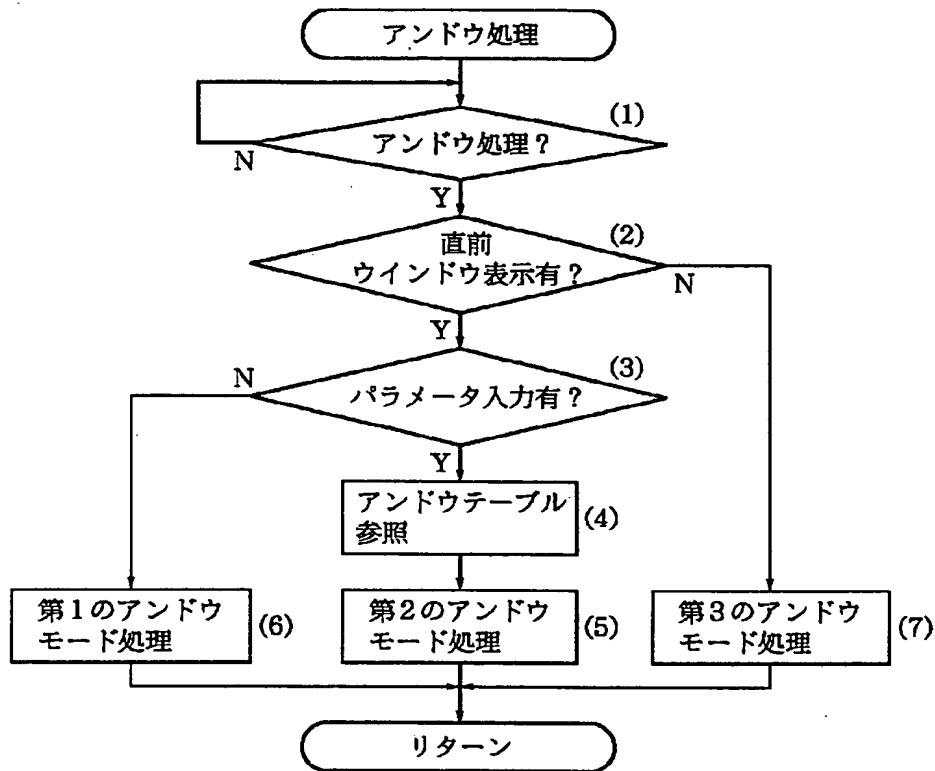 アンドウ処理
(1)
アンドウ処理?
N
Y
(2)
直前
ウインドウ表示有?
N
Y
(3)
N
パラメータ入力有?
Y
アンドウテーブル
参照
(4)
第1のアンドウ
モード処理
(6)
第2のアンドウ
モード処理
(5)
第3のアンドウ
モード処理
(7)
リターン